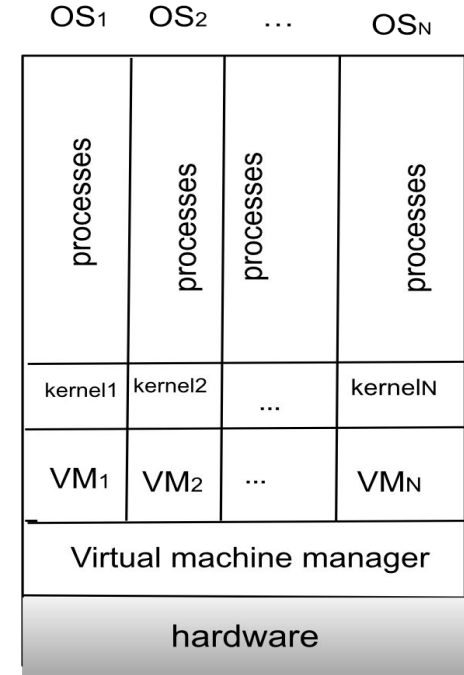 OS1 OS2 ... OSN
processes processes processes processes
kernel1 kernel2 ... kernelN
VM1 VM2 ... VMN
Virtual machine manager
hardware